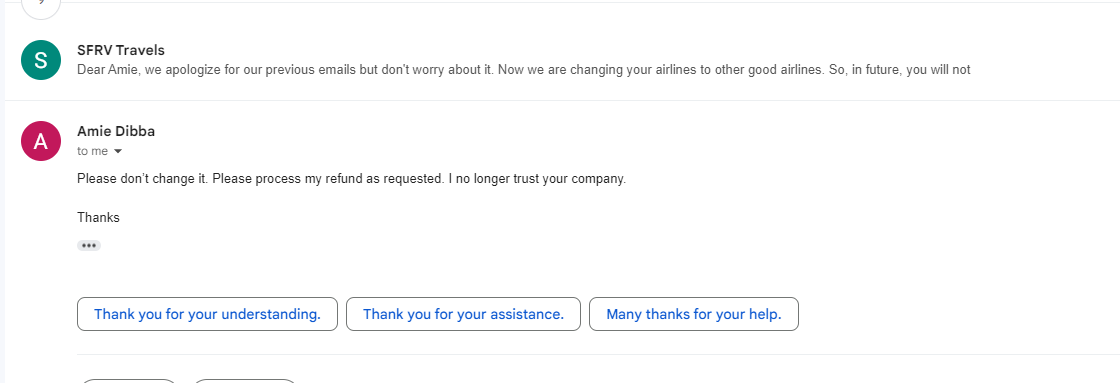 SFRV Travels
Dear Amie, we apologize for our previous emails but don't worry about it. Now we are changing your airlines to other good airlines. So, in future, you will not
S
Amie Dibba
A
to me
Please don't change it. Please process my refund as requested. I no longer trust your company.
Thanks
Thank you for your understanding.
Thank you for your assistance.
Many thanks for your help.